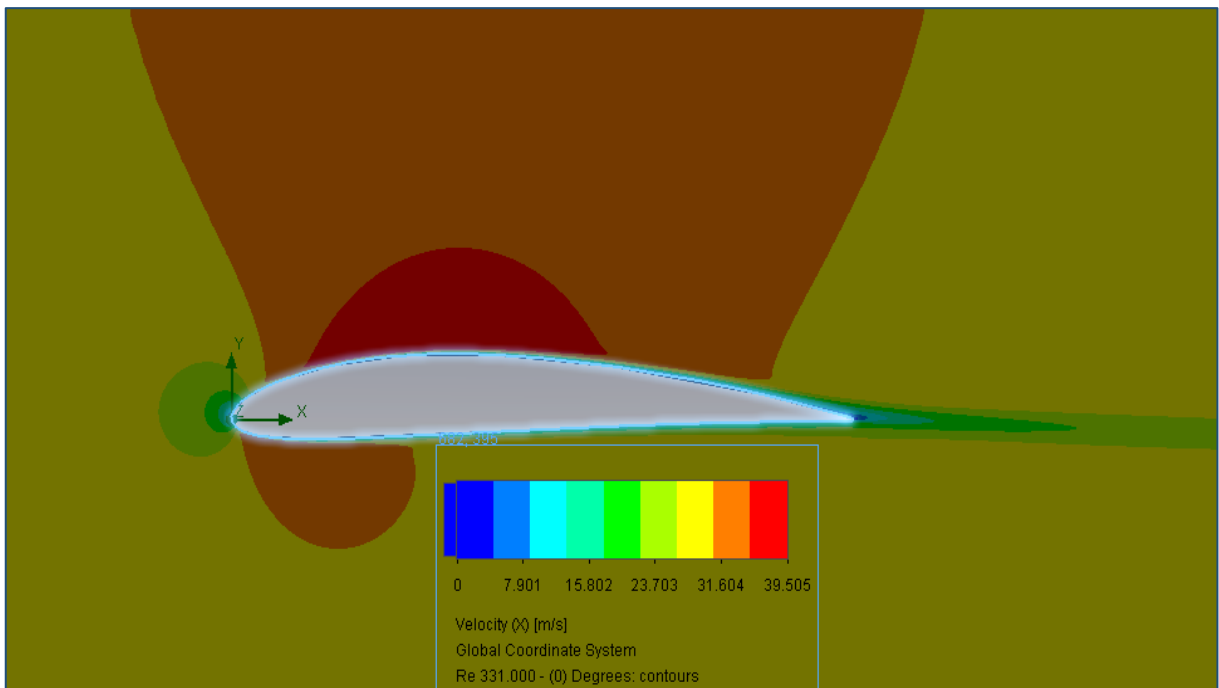 Y
Z
X
0 7.901 15.802 23.703 31.604 39.505
Velocity (X) [m/s]
Global Coordinate System
Re 331.000 - (0) Degrees: contours